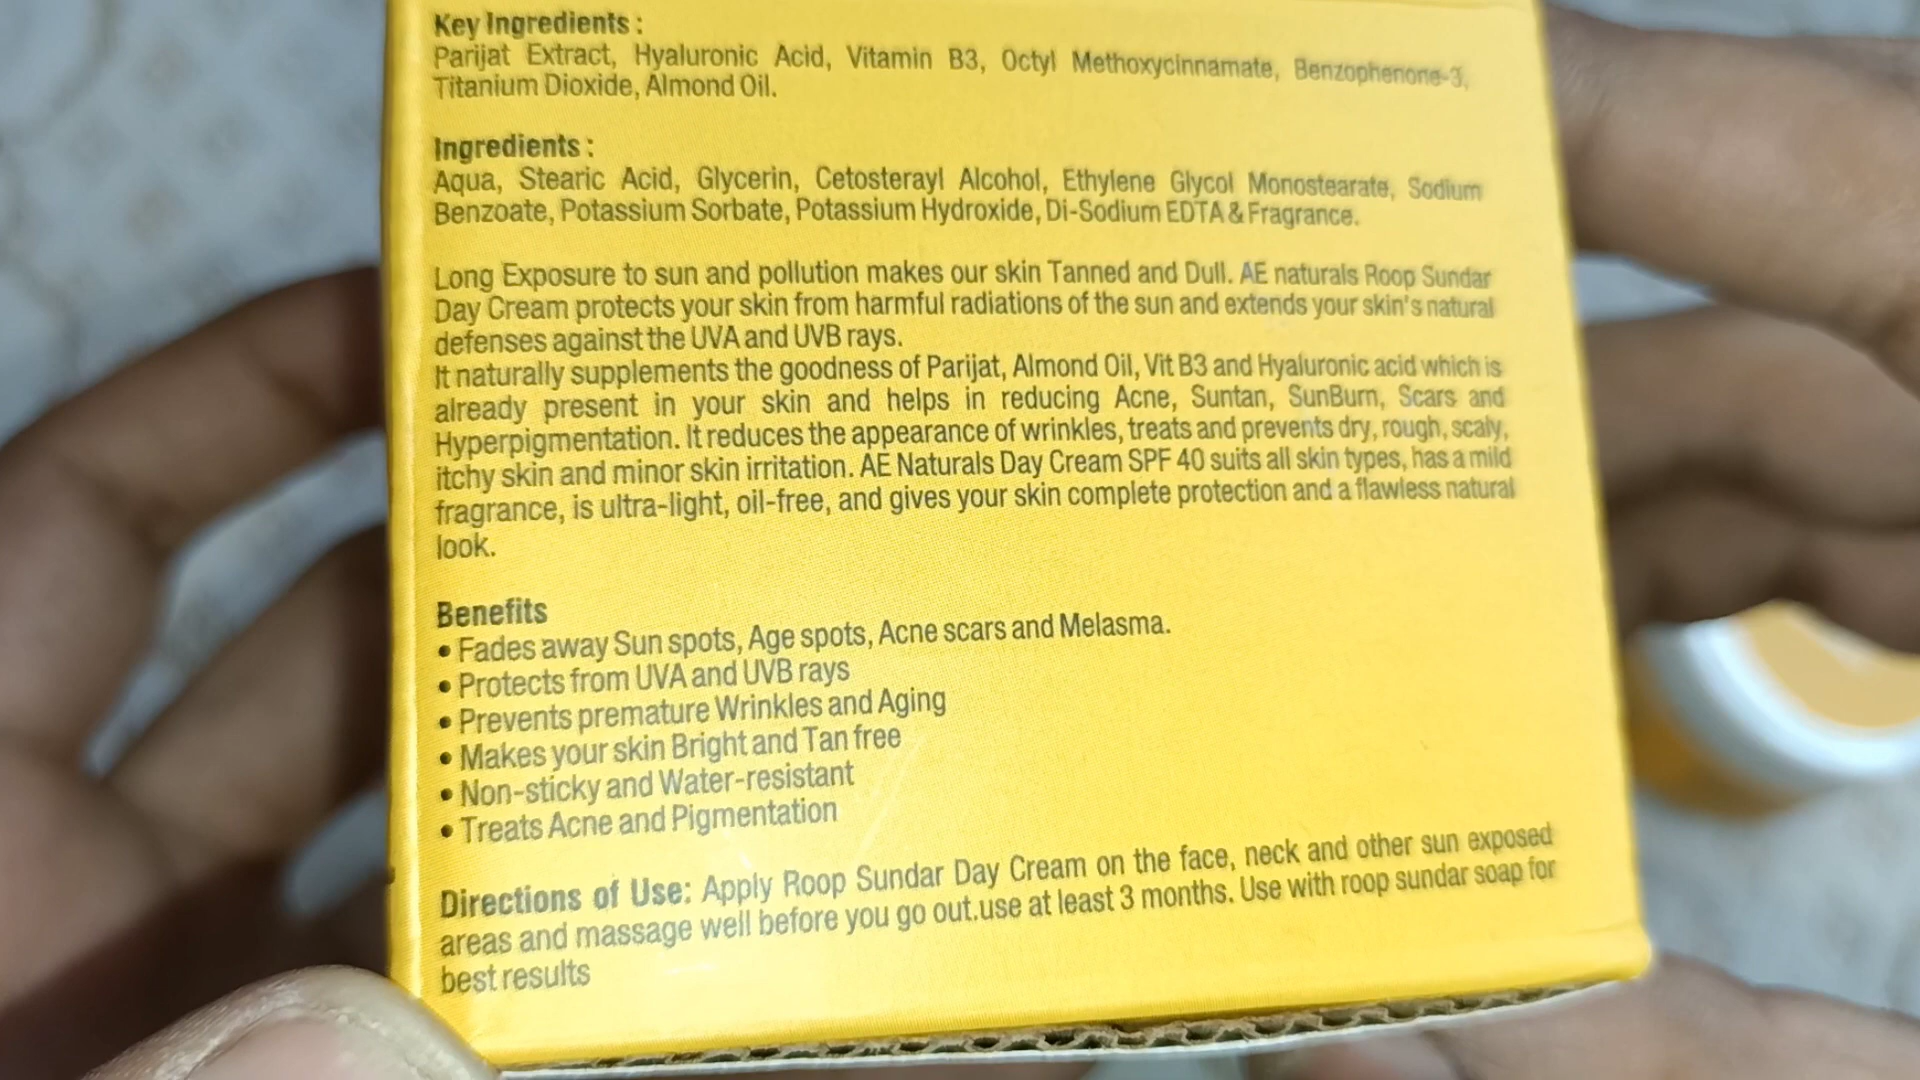 Key Ingredients :
Parijat Extract, Hyaluronic Acid, Vitamin B3, Octyl Methoxycinnamate, Benzophenone-3,
Titanium Dioxide, Almond Oil.
Ingredients :
Aqua, Stearic Acid, Glycerin, Cetosterayl Alcohol, Ethylene Glycol Monostearate, Sodium
Benzoate, Potassium Sorbate, Potassium Hydroxide, Di-Sodium EDTA & Fragrance.
Long Exposure to sun and pollution makes our skin Tanned and Dull. AE naturals Roop Sundar
Day Cream protects your skin from harmful radiations of the sun and extends your skin's natural
defenses against the UVA and UVB rays.
It naturally supplements the goodness of Parijat, Almond Oil, Vit B3 and Hyaluronic acid which is
already present in your skin and helps in reducing Acne, Suntan, SunBurn, Scars and
Hyperpigmentation. It reduces the appearance of wrinkles, treats and prevents dry, rough, scaly,
itchy skin and minor skin irritation. AE Naturals Day Cream SPF 40 suits all skin types, has a mild
fragrance, is ultra-light, oil-free, and gives your skin complete protection and a flawless natural
look.
Benefits
• Fades away Sun spots, Age spots, Acne scars and Melasma.
• Protects from UVA and UVB rays
• Prevents premature Wrinkles and Aging
• Makes your skin Bright and Tan free
• Non-sticky and Water-resistant
• Treats Acne and Pigmentation
Directions of Use: Apply Roop Sundar Day Cream on the face, neck and other sun exposed
areas and massage well before you go out.use at least 3 months. Use with roop sundar soap for
best results